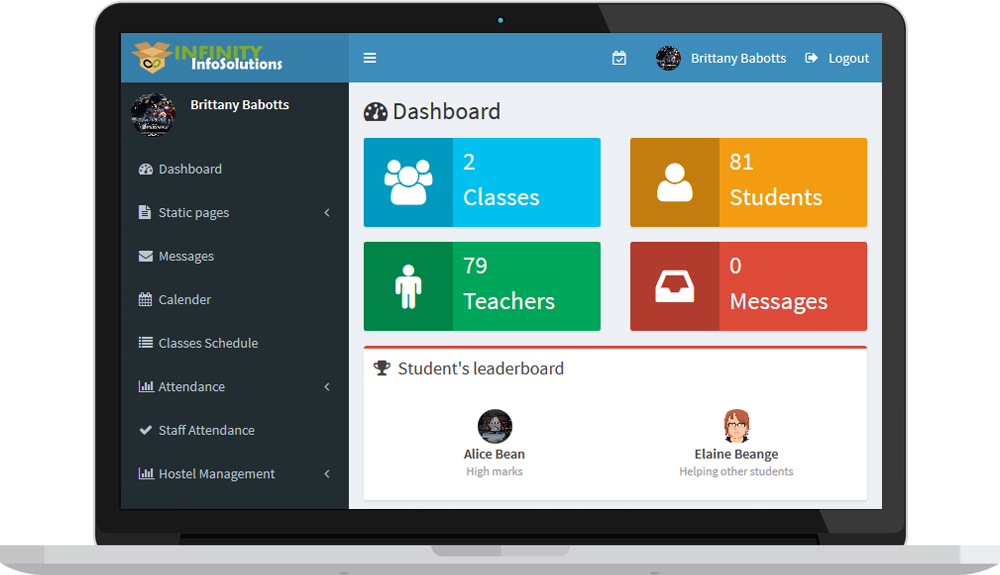 INFINITY
InfoSolutions
Brittany Babotts
Logout
Brittany Babotts
Dashboard
Static pages
Messages
Calender
Classes Schedule
Attendance
Staff Attendance
Hostel Management
Dashboard
2
Classes
81
Students
79
Teachers
0
Messages
Student's leaderboard
Alice Bean
High marks
Elaine Beange
Helping other students